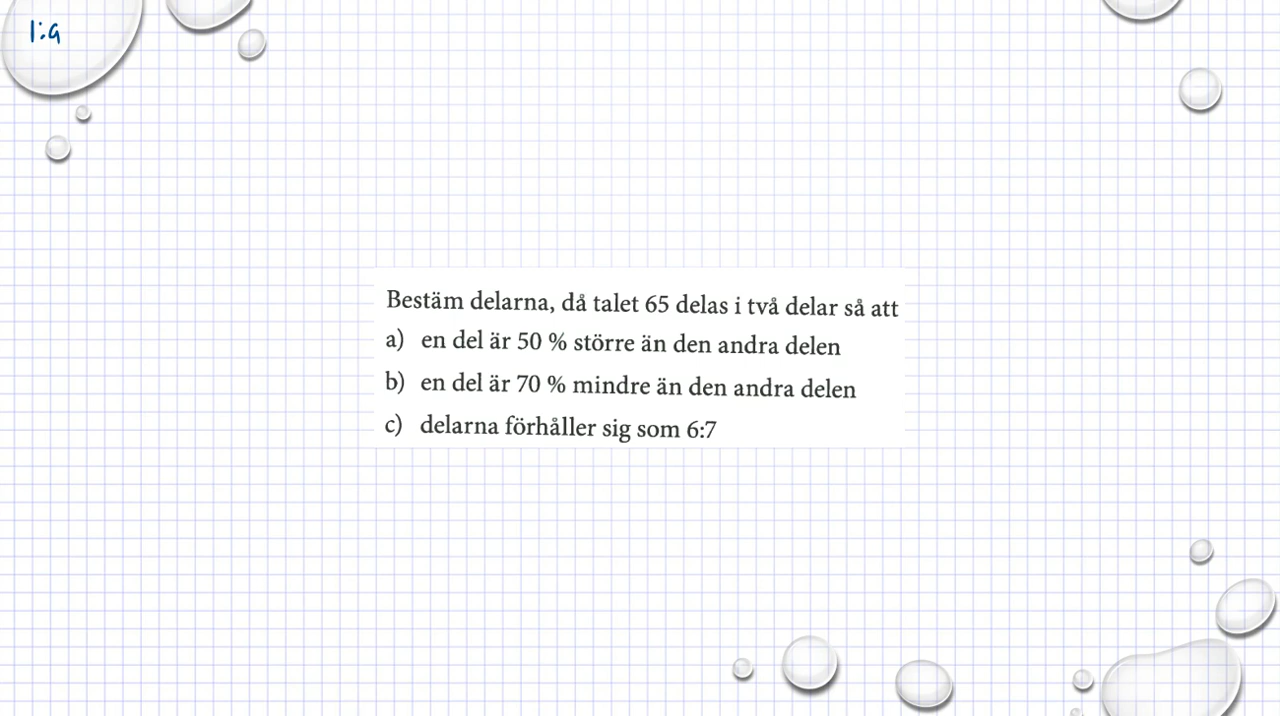 1:9
Bestäm delarna, då talet 65 delas i två delar så att
a) en del är 50 % större än den andra delen
b) en del är 70 % mindre än den andra delen
c) delarna förhåller sig som 6:7